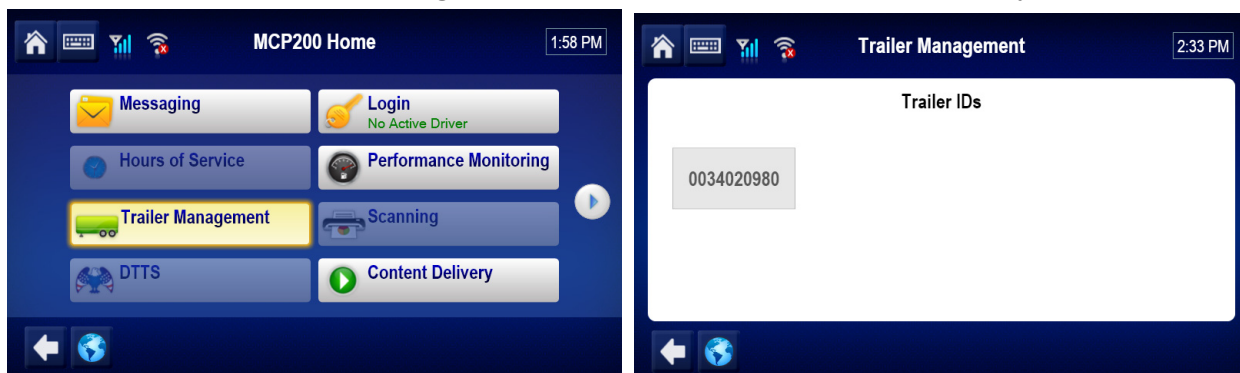 MCP200 Home
1:58 PM
Messaging
Login
No Active Driver
Hours of Service
Performance Monitoring
Trailer Management
Scanning
DTTS
Content Delivery
Trailer Management
2:33 PM
Trailer IDs
0034020980